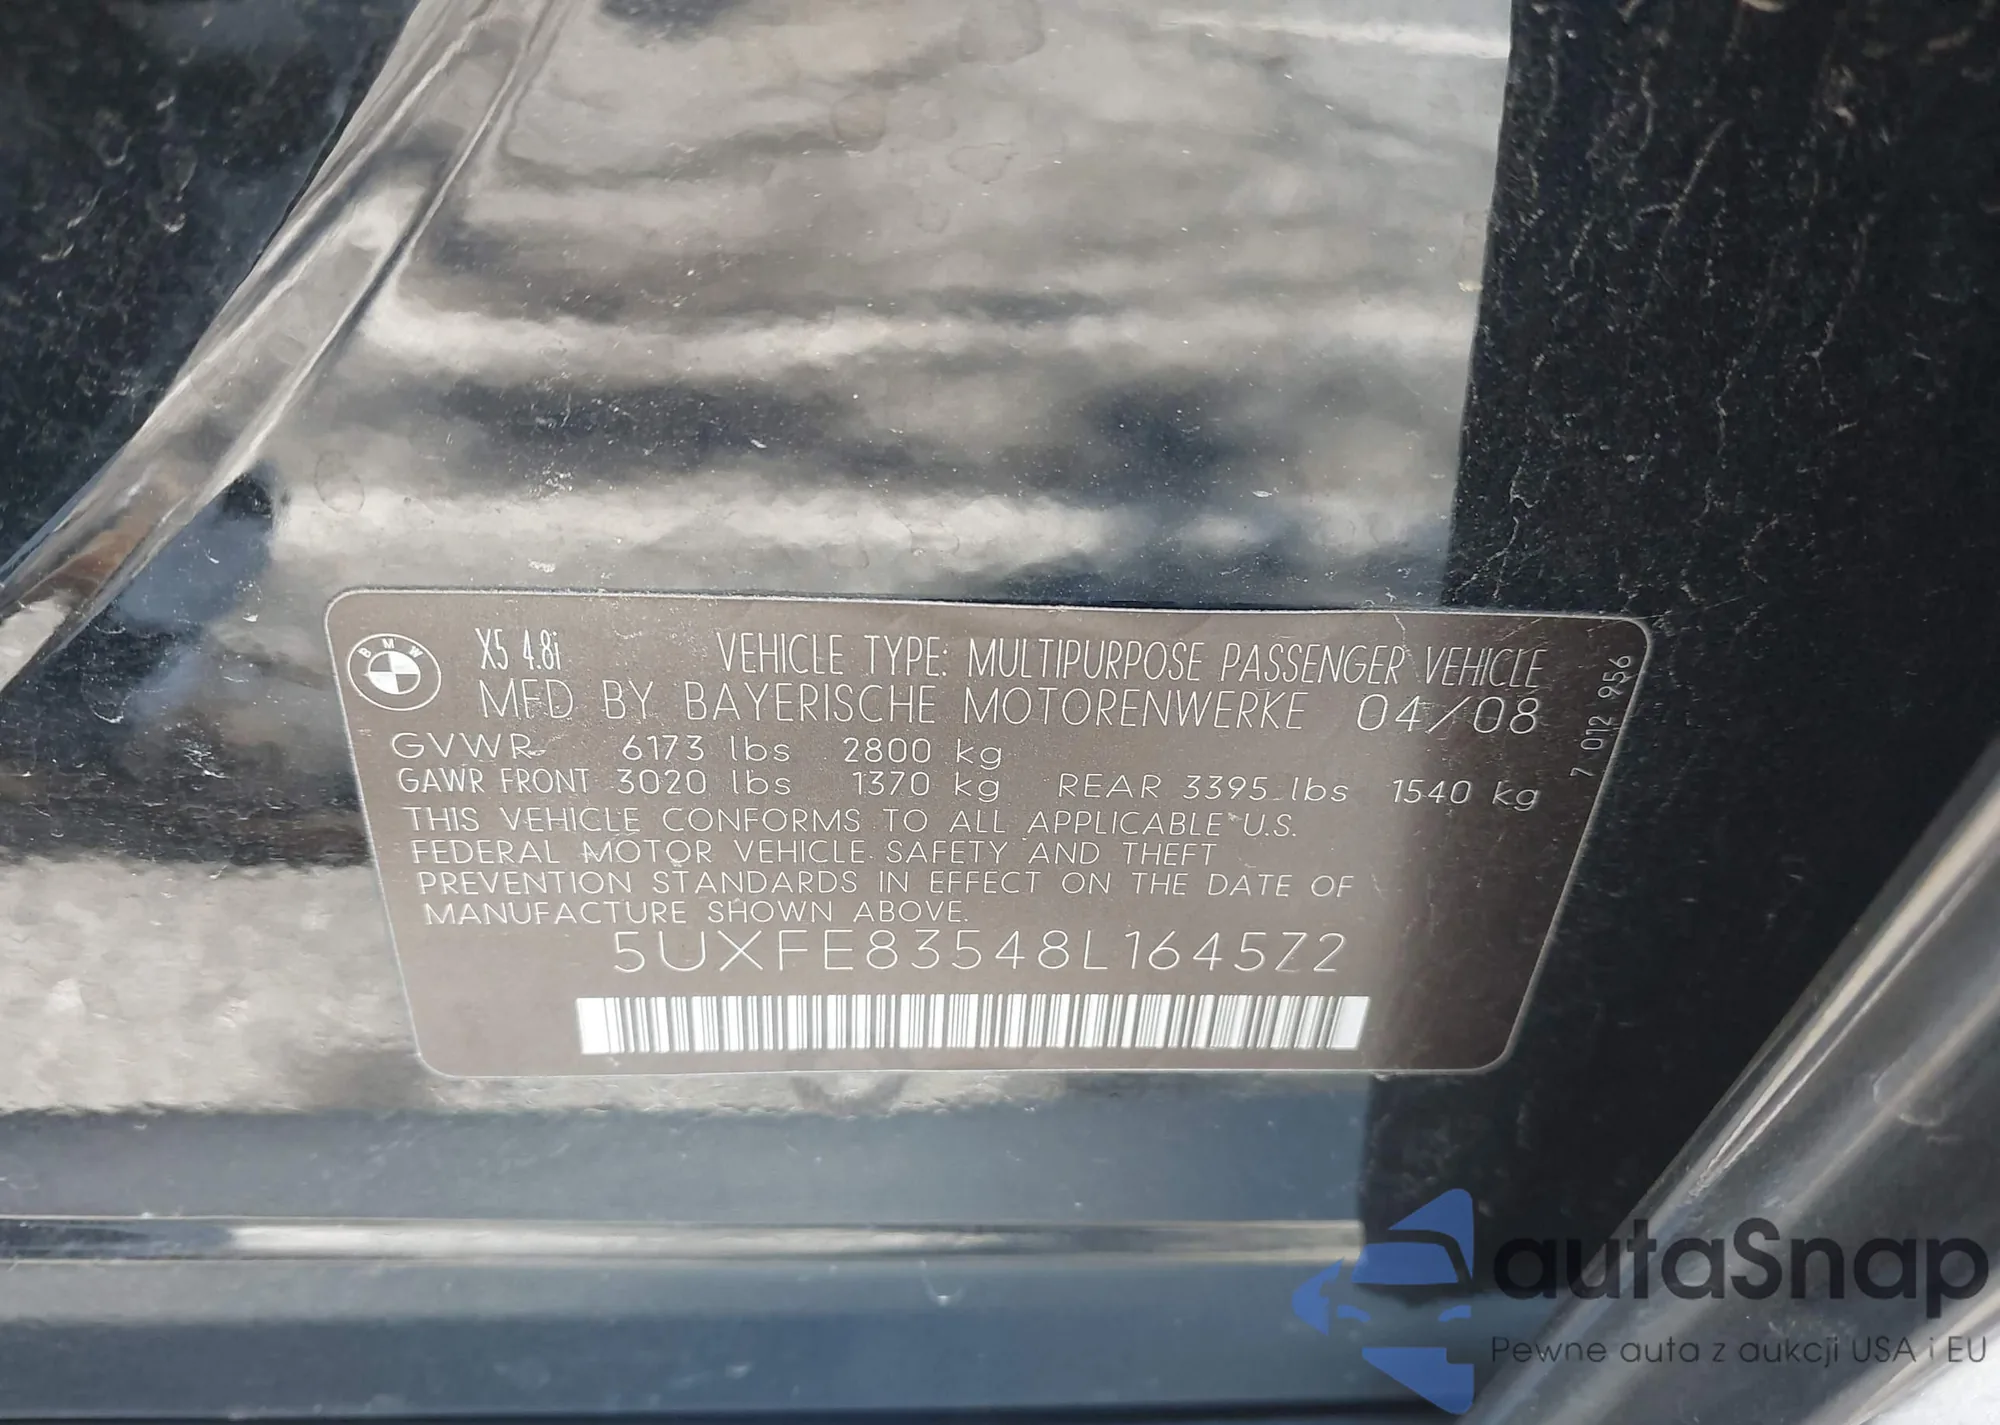 BMW
X5 4.8i VEHICLE TYPE: MULTIPURPOSE PASSENGER VEHICLE
MFD BY BAYERISCHE MOTORENWERKE 04/08
GVWR 6173 lbs 2800 kg
GAWR FRONT 3020 lbs 1370 kg REAR 3395 lbs 1540 kg
THIS VEHICLE CONFORMS TO ALL APPLICABLE U.S.
FEDERAL MOTOR VEHICLE SAFETY AND THEFT
PREVENTION STANDARDS IN EFFECT ON THE DATE OF
MANUFACTURE SHOWN ABOVE.
5UXFE83548L1645Z2
7 012 956
autaSnap
Pewne auta z aukcji USA i EU